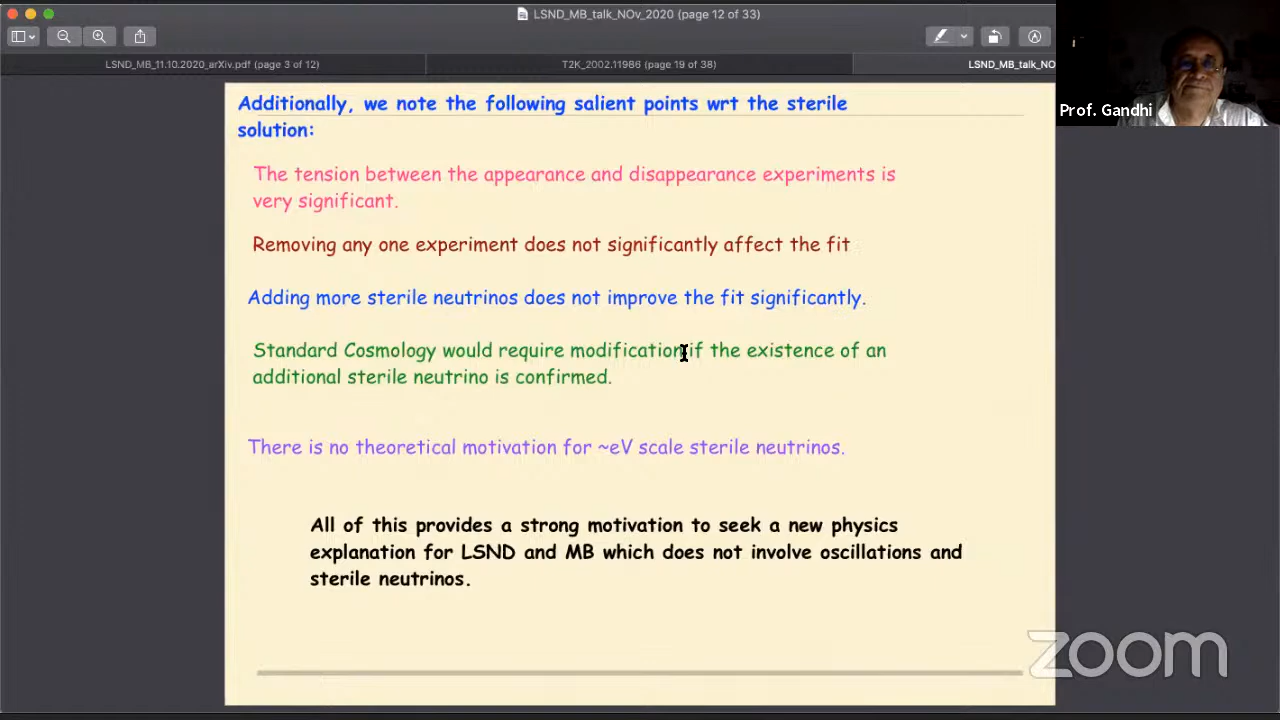 LSND_MB_talk_NOv_2020 (page 12 of 33)
LSND_MB_11.10.2020_arXiv.pdf (page 3 of 12)
T2K_2002.11986 (page 19 of 38)
LSND_MB_talk_NO
Prof. Gandhi
Additionally, we note the following salient points wrt the sterile
solution:
The tension between the appearance and disappearance experiments is
very significant.
Removing any one experiment does not significantly affect the fit
Adding more sterile neutrinos does not improve the fit significantly.
Standard Cosmology would require modification if the existence of an
additional sterile neutrino is confirmed.
There is no theoretical motivation for ~eV scale sterile neutrinos.
All of this provides a strong motivation to seek a new physics
explanation for LSND and MB which does not involve oscillations and
sterile neutrinos.
zoom